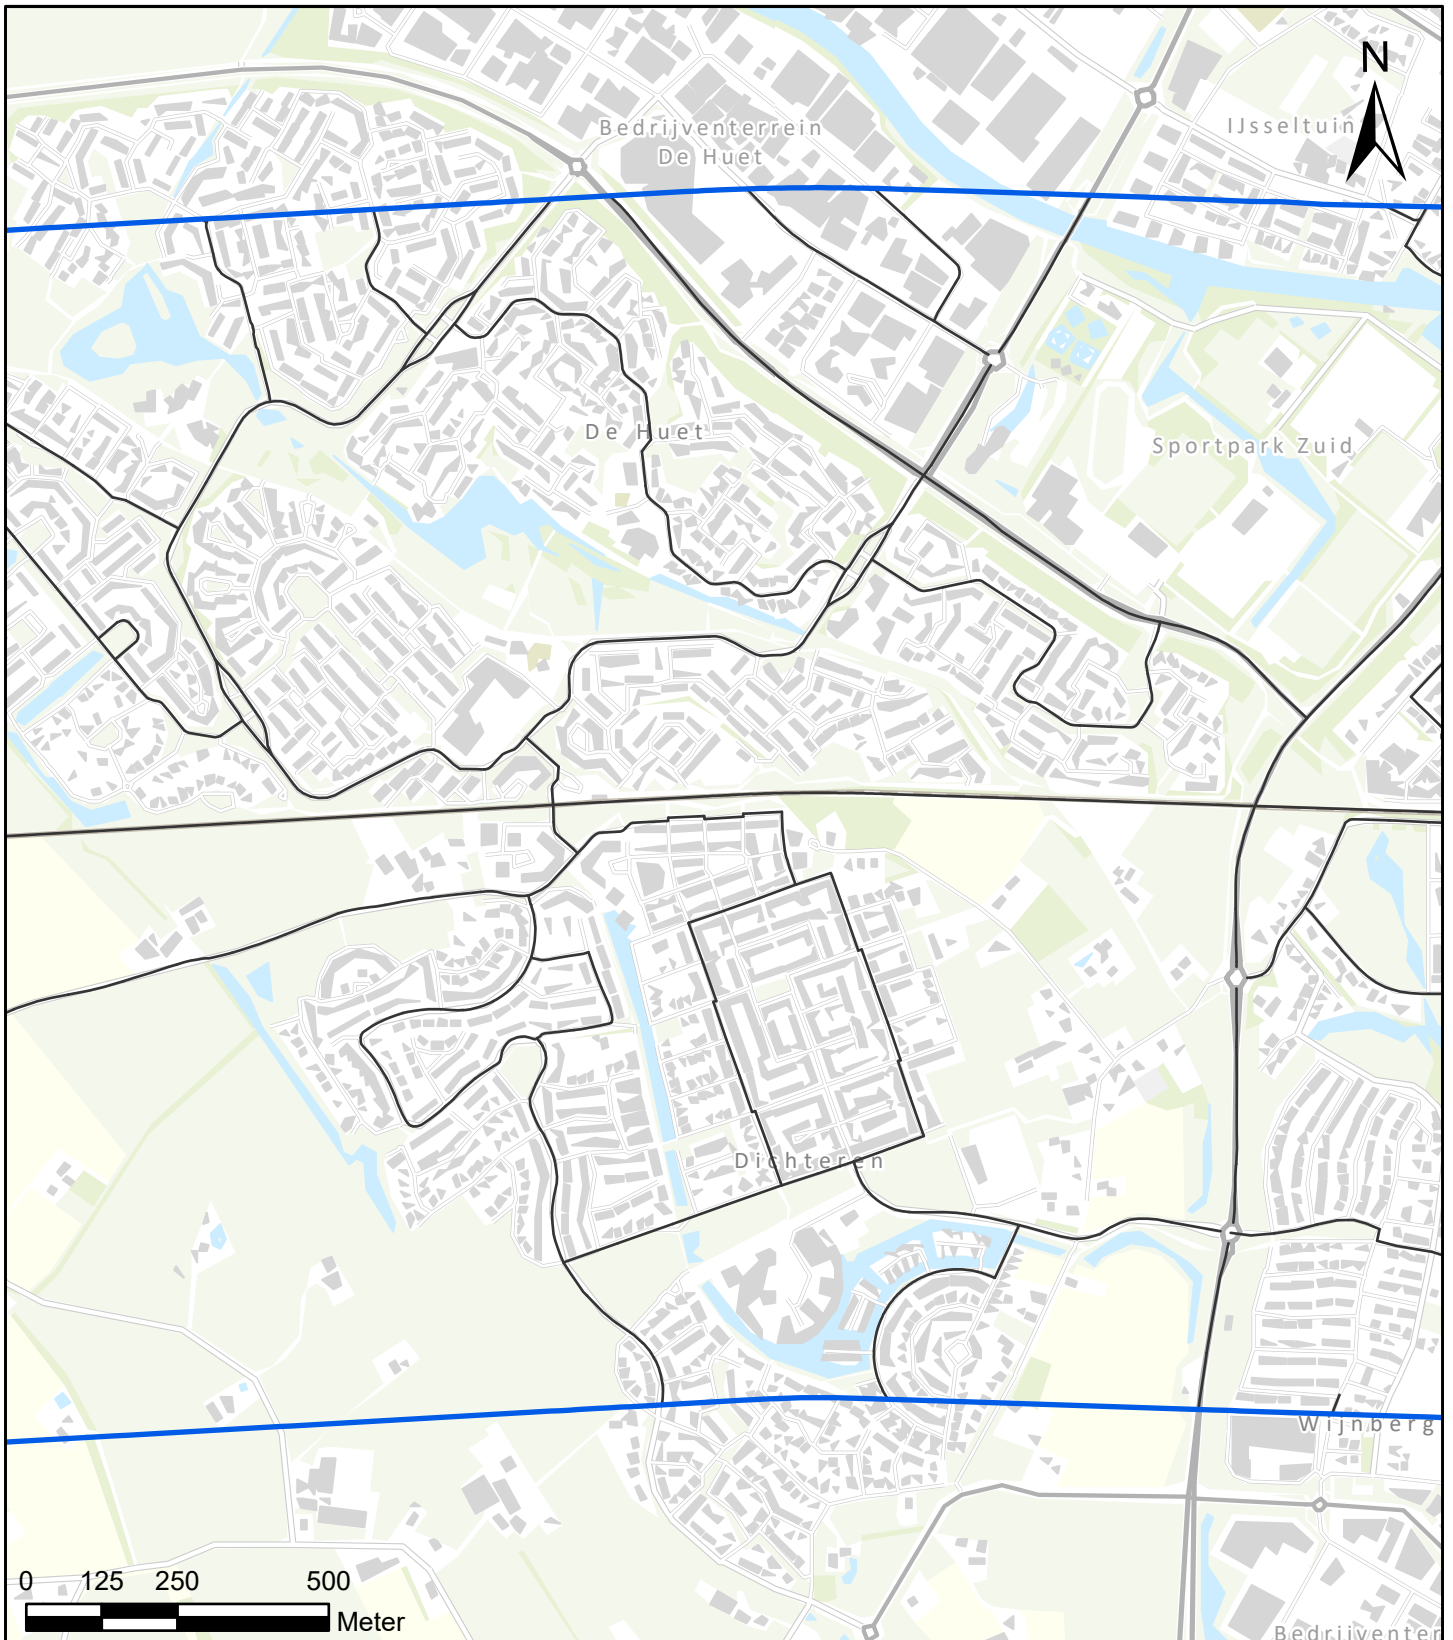 N
Bedrijventerrein
De Huet
IJsseltuin
De Huet
Sportpark Zuid
Dichteren
Wijnberg
0 125 250 500
Meter
Bedrijventer